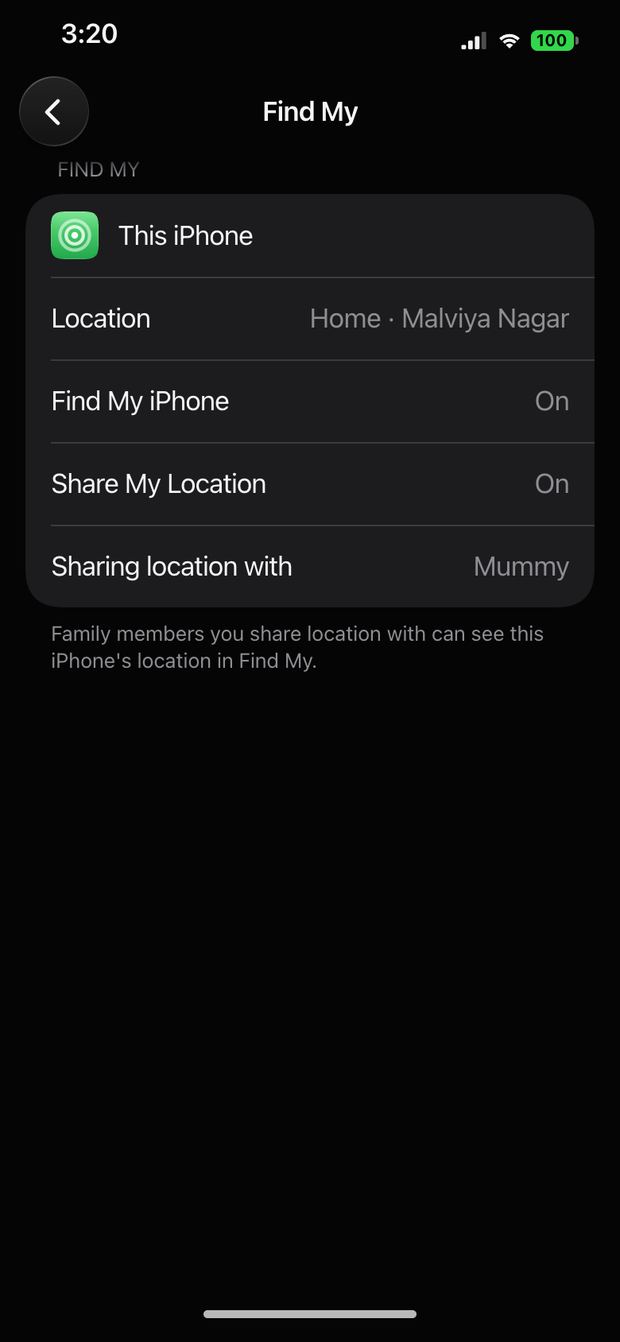 3:20
100
Find My
FIND MY
This iPhone
Location Home · Malviya Nagar
Find My iPhone On
Share My Location On
Sharing location with Mummy
Family members you share location with can see this
iPhone's location in Find My.